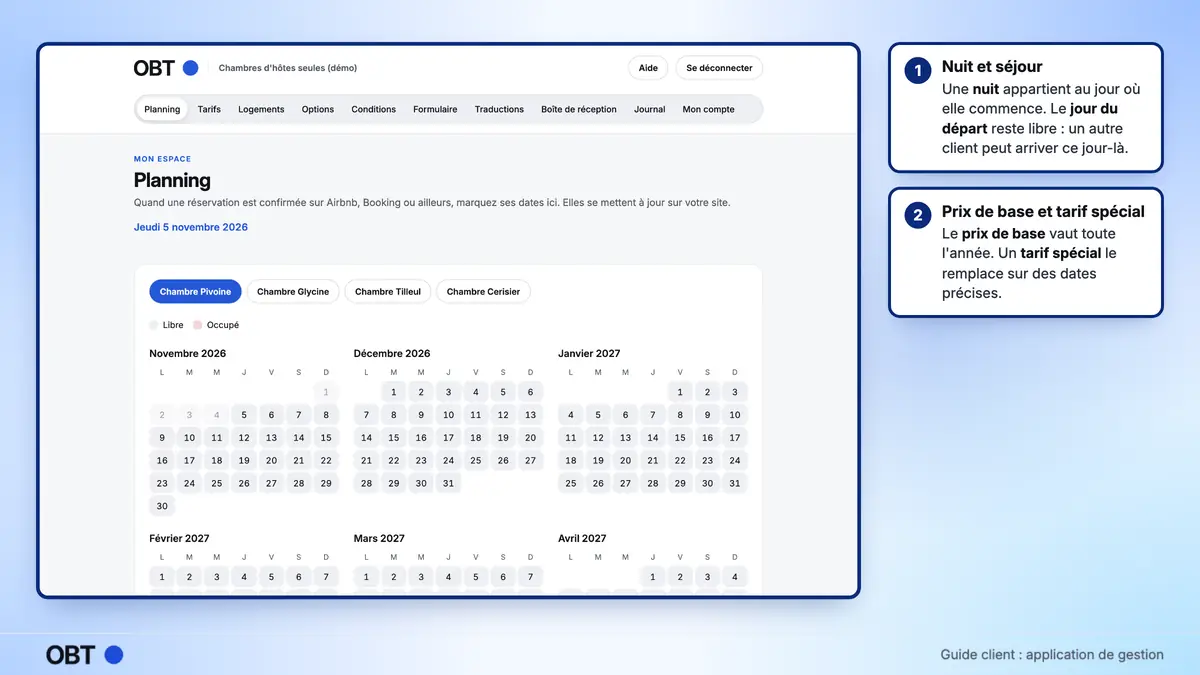 OBT
Chambres d'hôtes seules (démo)
Aide
Se déconnecter
Planning Tarifs Logements Options Conditions Formulaire Traductions Boîte de réception Journal Mon compte
MON ESPACE
Planning
Quand une réservation est confirmée sur Airbnb, Booking ou ailleurs, marquez ses dates ici. Elles se mettent à jour sur votre site.
Jeudi 5 novembre 2026
Chambre Pivoine Chambre Glycine Chambre Tilleul Chambre Cerisier
Libre Occupé
Novembre 2026
L M M J V S D
1
2 3 4 5 6 7 8
9 10 11 12 13 14 15
16 17 18 19 20 21 22
23 24 25 26 27 28 29
30
Décembre 2026
L M M J V S D
1 2 3 4 5 6
7 8 9 10 11 12 13
14 15 16 17 18 19 20
21 22 23 24 25 26 27
28 29 30 31
Janvier 2027
L M M J V S D
1 2 3
4 5 6 7 8 9 10
11 12 13 14 15 16 17
18 19 20 21 22 23 24
25 26 27 28 29 30 31
Février 2027
L M M J V S D
1 2 3 4 5 6 7
Mars 2027
L M M J V S D
1 2 3 4 5 6 7
Avril 2027
L M M J V S D
1 2 3 4
1 Nuit et séjour
Une nuit appartient au jour où
elle commence. Le jour du
départ reste libre : un autre
client peut arriver ce jour-là.
2 Prix de base et tarif spécial
Le prix de base vaut toute
l'année. Un tarif spécial le
remplace sur des dates
précises.
OBT
Guide client : application de gestion